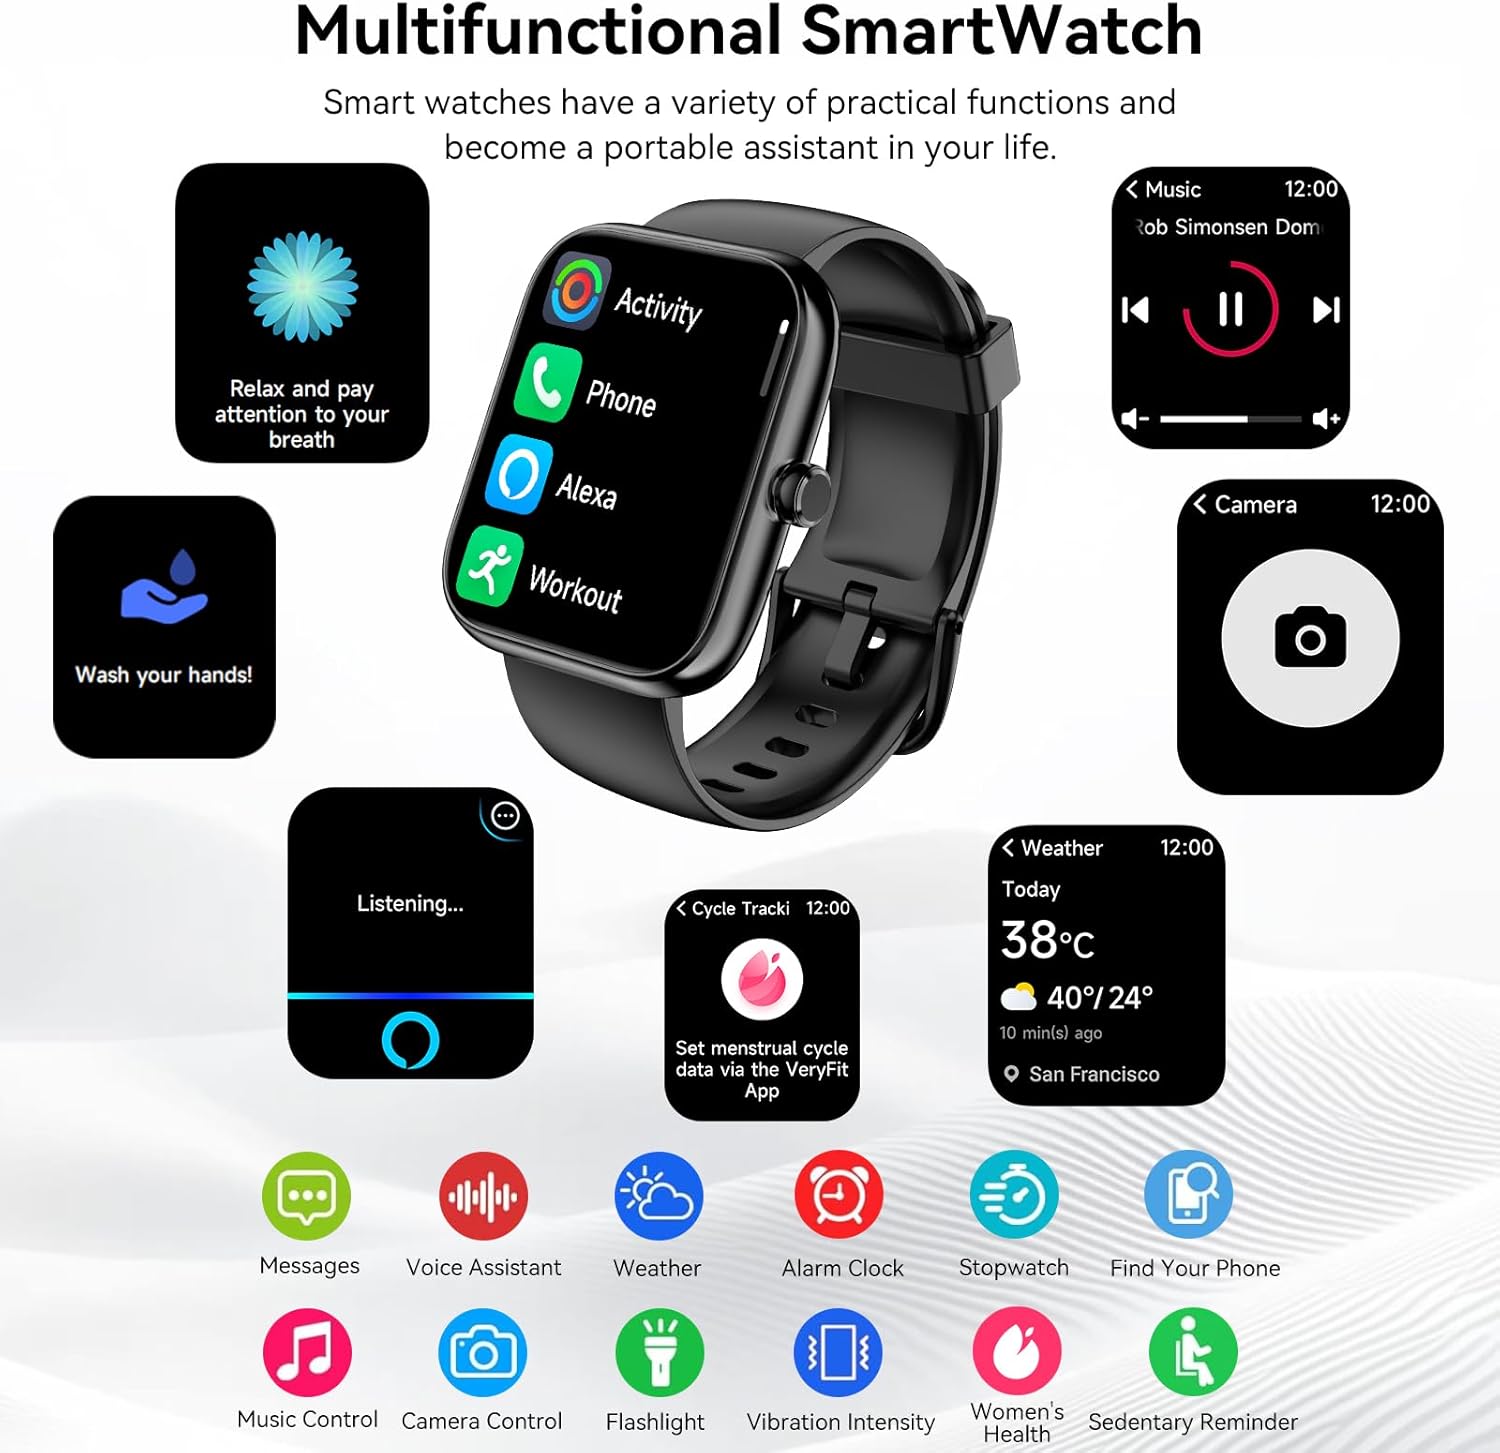 Multifunctional SmartWatch
Smart watches have a variety of practical functions and
become a portable assistant in your life.
Relax and pay
attention to your
breath
Activity
Phone
Alexa
Workout
Music 12:00
Rob Simonsen Dom
Wash your hands!
Camera 12:00
Listening...
Cycle Tracki 12:00
Set menstrual cycle
data via the VeryFit
App
Weather 12:00
Today
38°C
40°/24°
10 min(s) ago
San Francisco
Messages
Voice Assistant
Weather
Alarm Clock
Stopwatch
Find Your Phone
Music Control
Camera Control
Flashlight
Vibration Intensity
Women's
Health
Sedentary Reminder